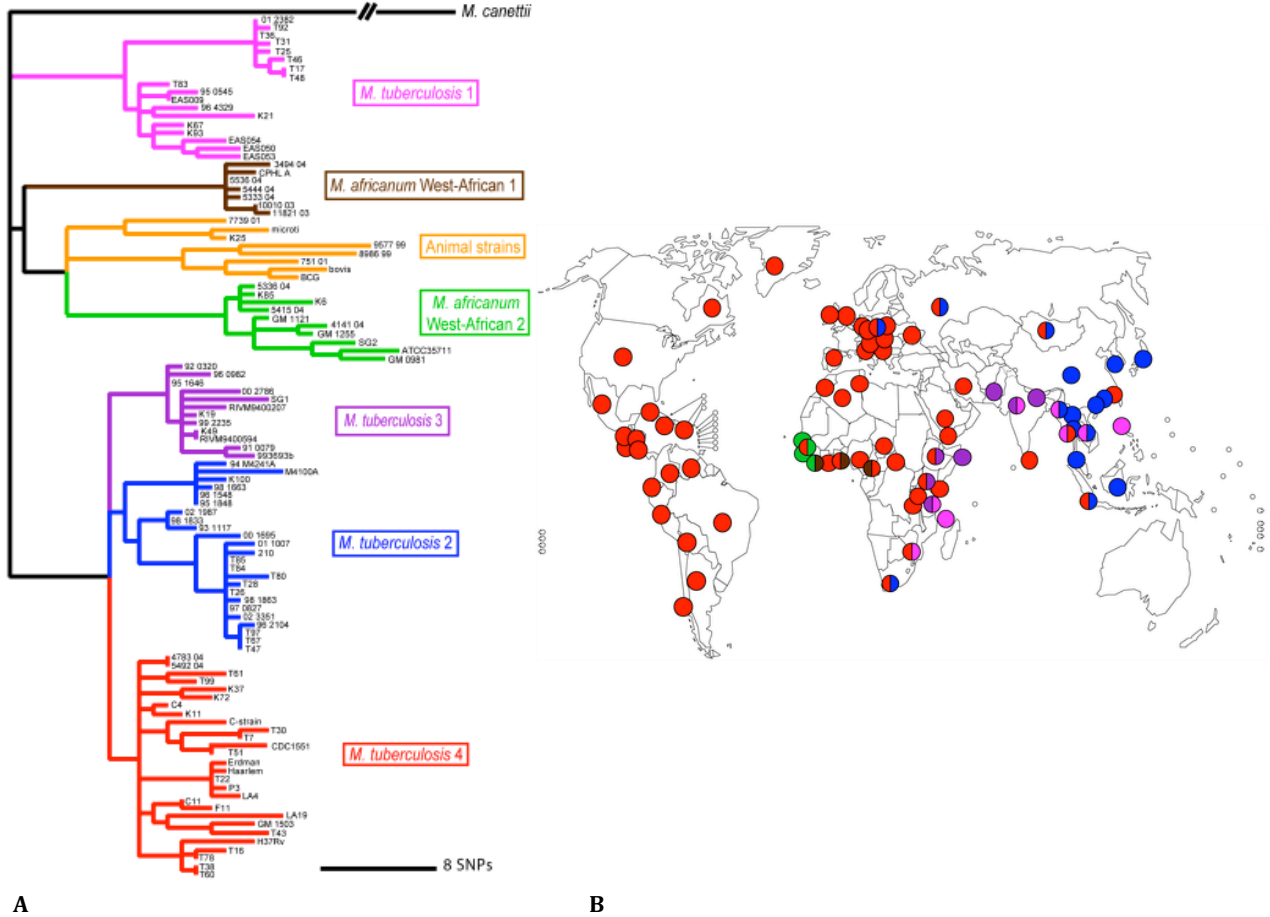 M. canettii
01 2382
T92
T36
T31
T25
T46
T17
T48
M. tuberculosis 1
T83
95 0545
EAS009
96 4329
K21
K67
K93
EAS054
EAS050
EAS053
3494 04
CPHL A
5536 04
5444 04
5333 04
10010 03
11821 03
M. africanum West-African 1
7739 01
microti
K25
9577 99
8986 99
751 01
bovis
BCG
Animal strains
5336 04
K85
K6
5415 04
GM 1121
4141 04
GM 1255
SG2
ATCC35711
GM 0981
M. africanum
West-African 2
92 0320
96 0982
95 1646
00 2786
SG1
RIVM9400207
K19
99 2235
K49
RIVM9400594
91 0079
993693b
M. tuberculosis 3
94 M4241A
M4100A
K100
98 1663
96 1548
95 1848
02 1987
98 1833
93 1117
00 1695
01 1007
210
T85
T84
T80
T28
T26
98 1863
97 0827
02 3351
96 2104
T97
T67
T47
M. tuberculosis 2
4783 04
5492 04
T61
T99
K37
K72
C4
K11
C-strain
T30
T7
CDC1551
T51
Erdman
Haarlem
T22
P3
LA4
C11
F11
LA19
GM 1503
T43
H37Rv
T16
T78
T38
T60
M. tuberculosis 4
8 SNPs
A
B